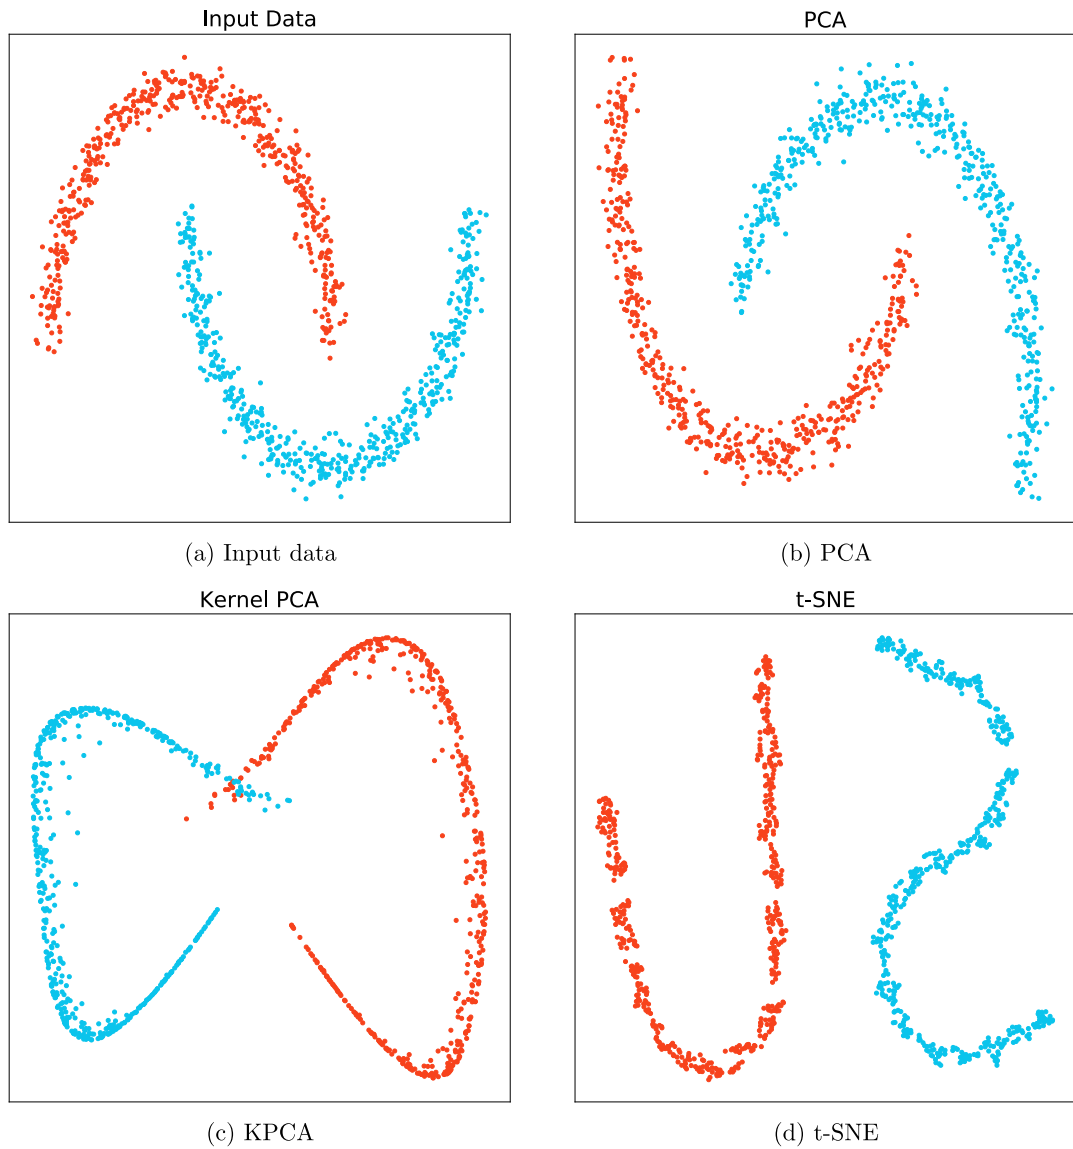 Input Data
PCA
(a) Input data
(b) PCA
Kernel PCA
t-SNE
(c) KPCA
(d) t-SNE